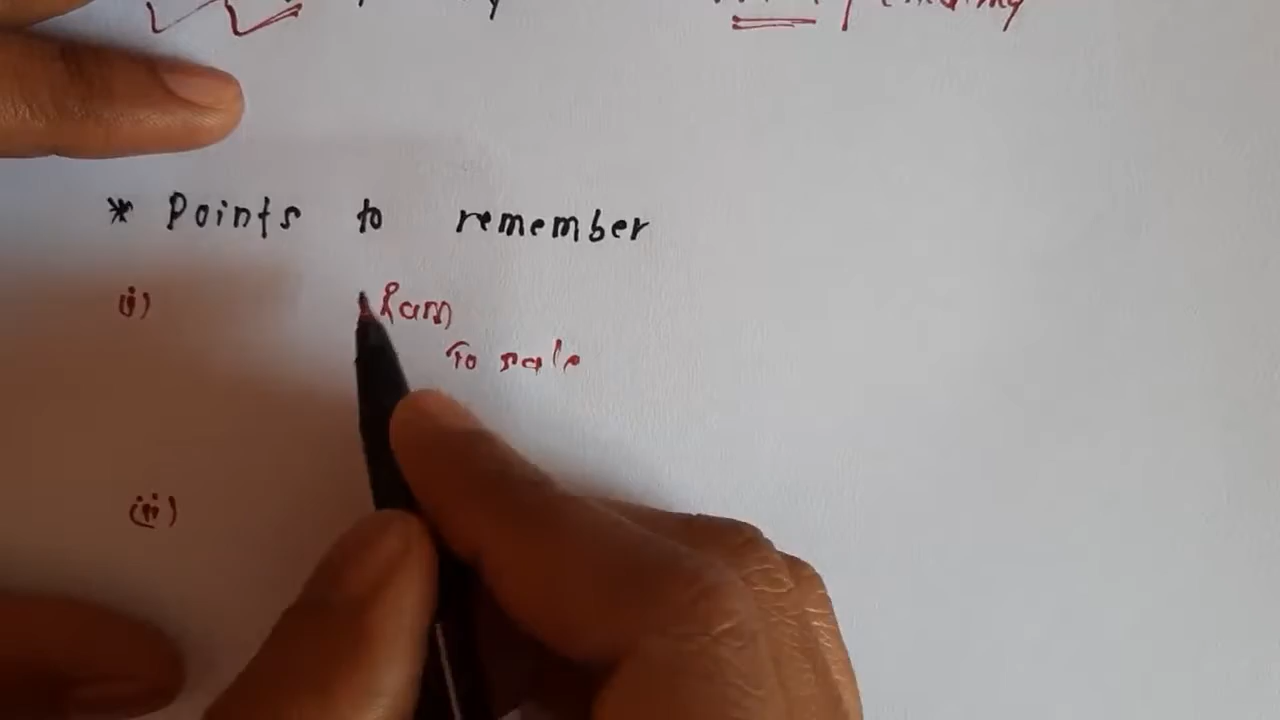 * Points to remember
(i) Ram
To sale
(ii)